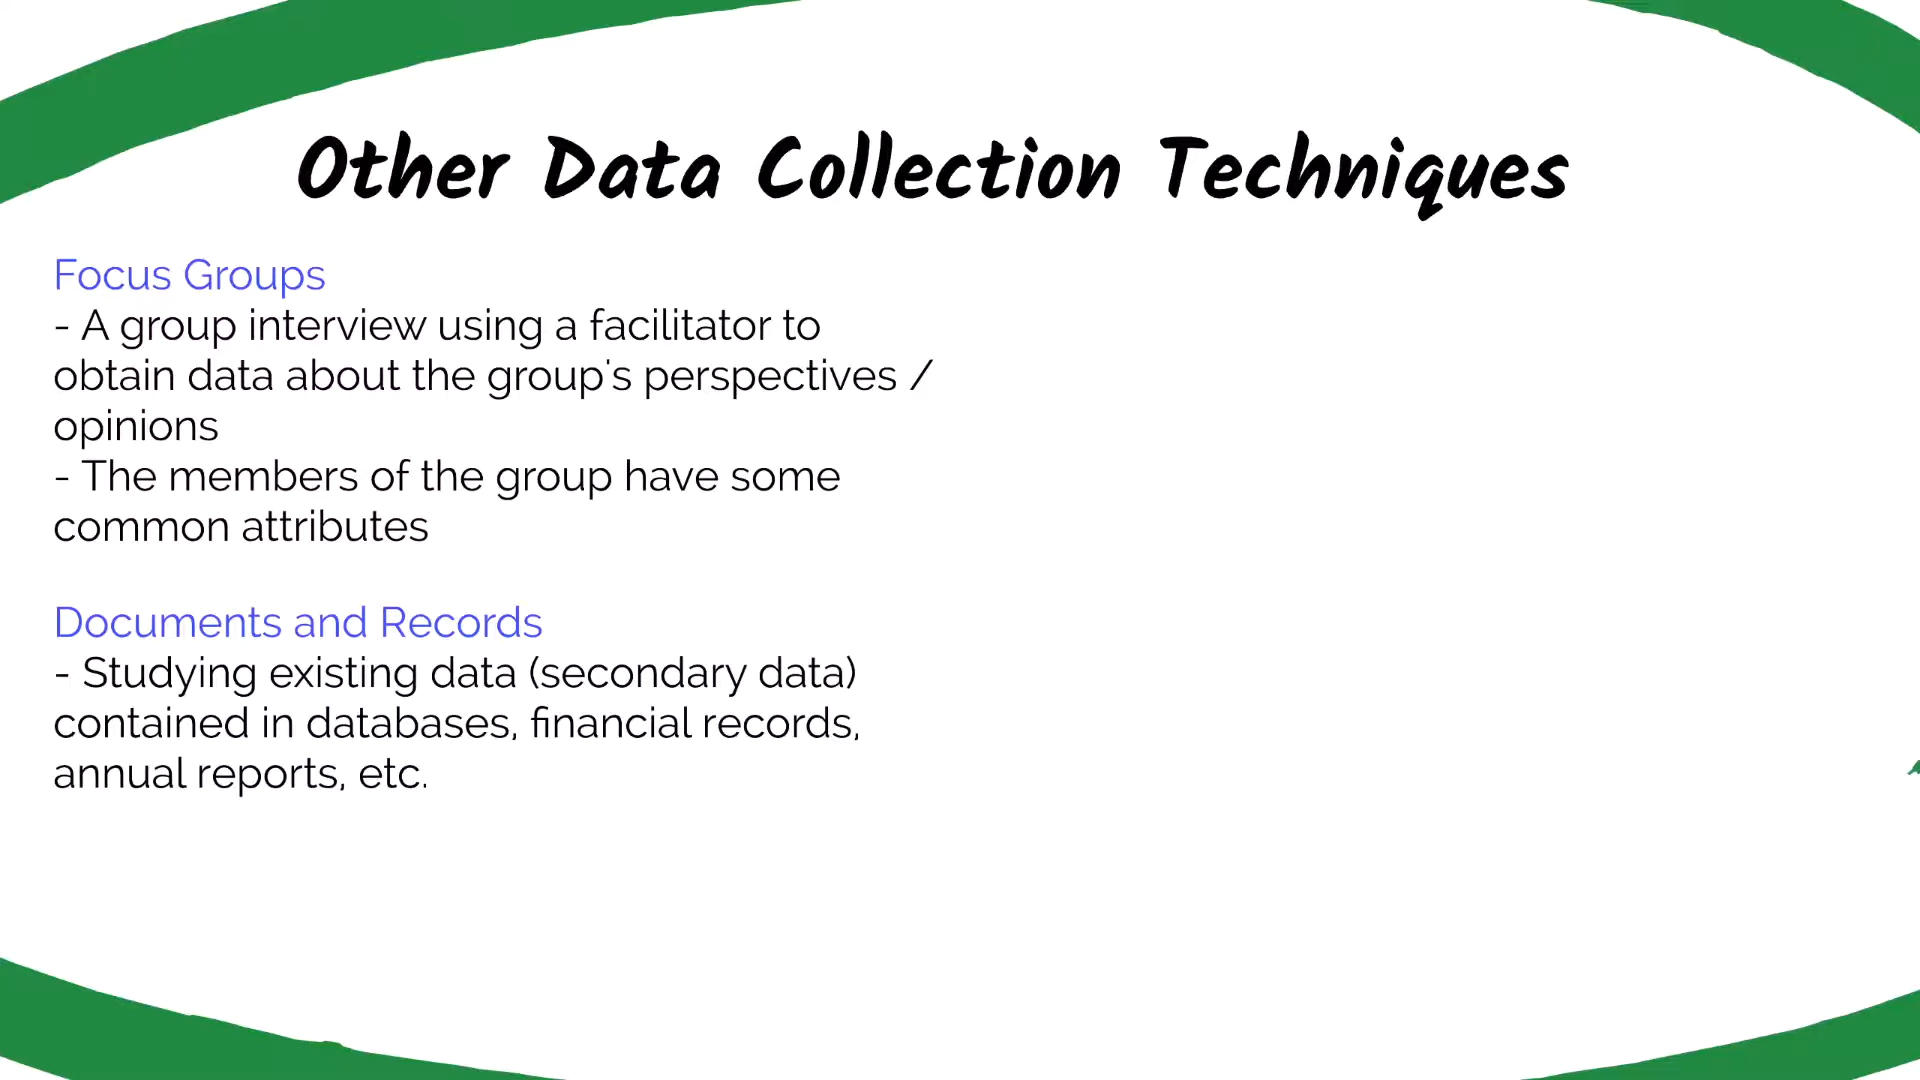 Other Data Collection Techniques
Focus Groups
- A group interview using a facilitator to
obtain data about the group's perspectives /
opinions
- The members of the group have some
common attributes
Documents and Records
- Studying existing data (secondary data)
contained in databases, financial records,
annual reports, etc.